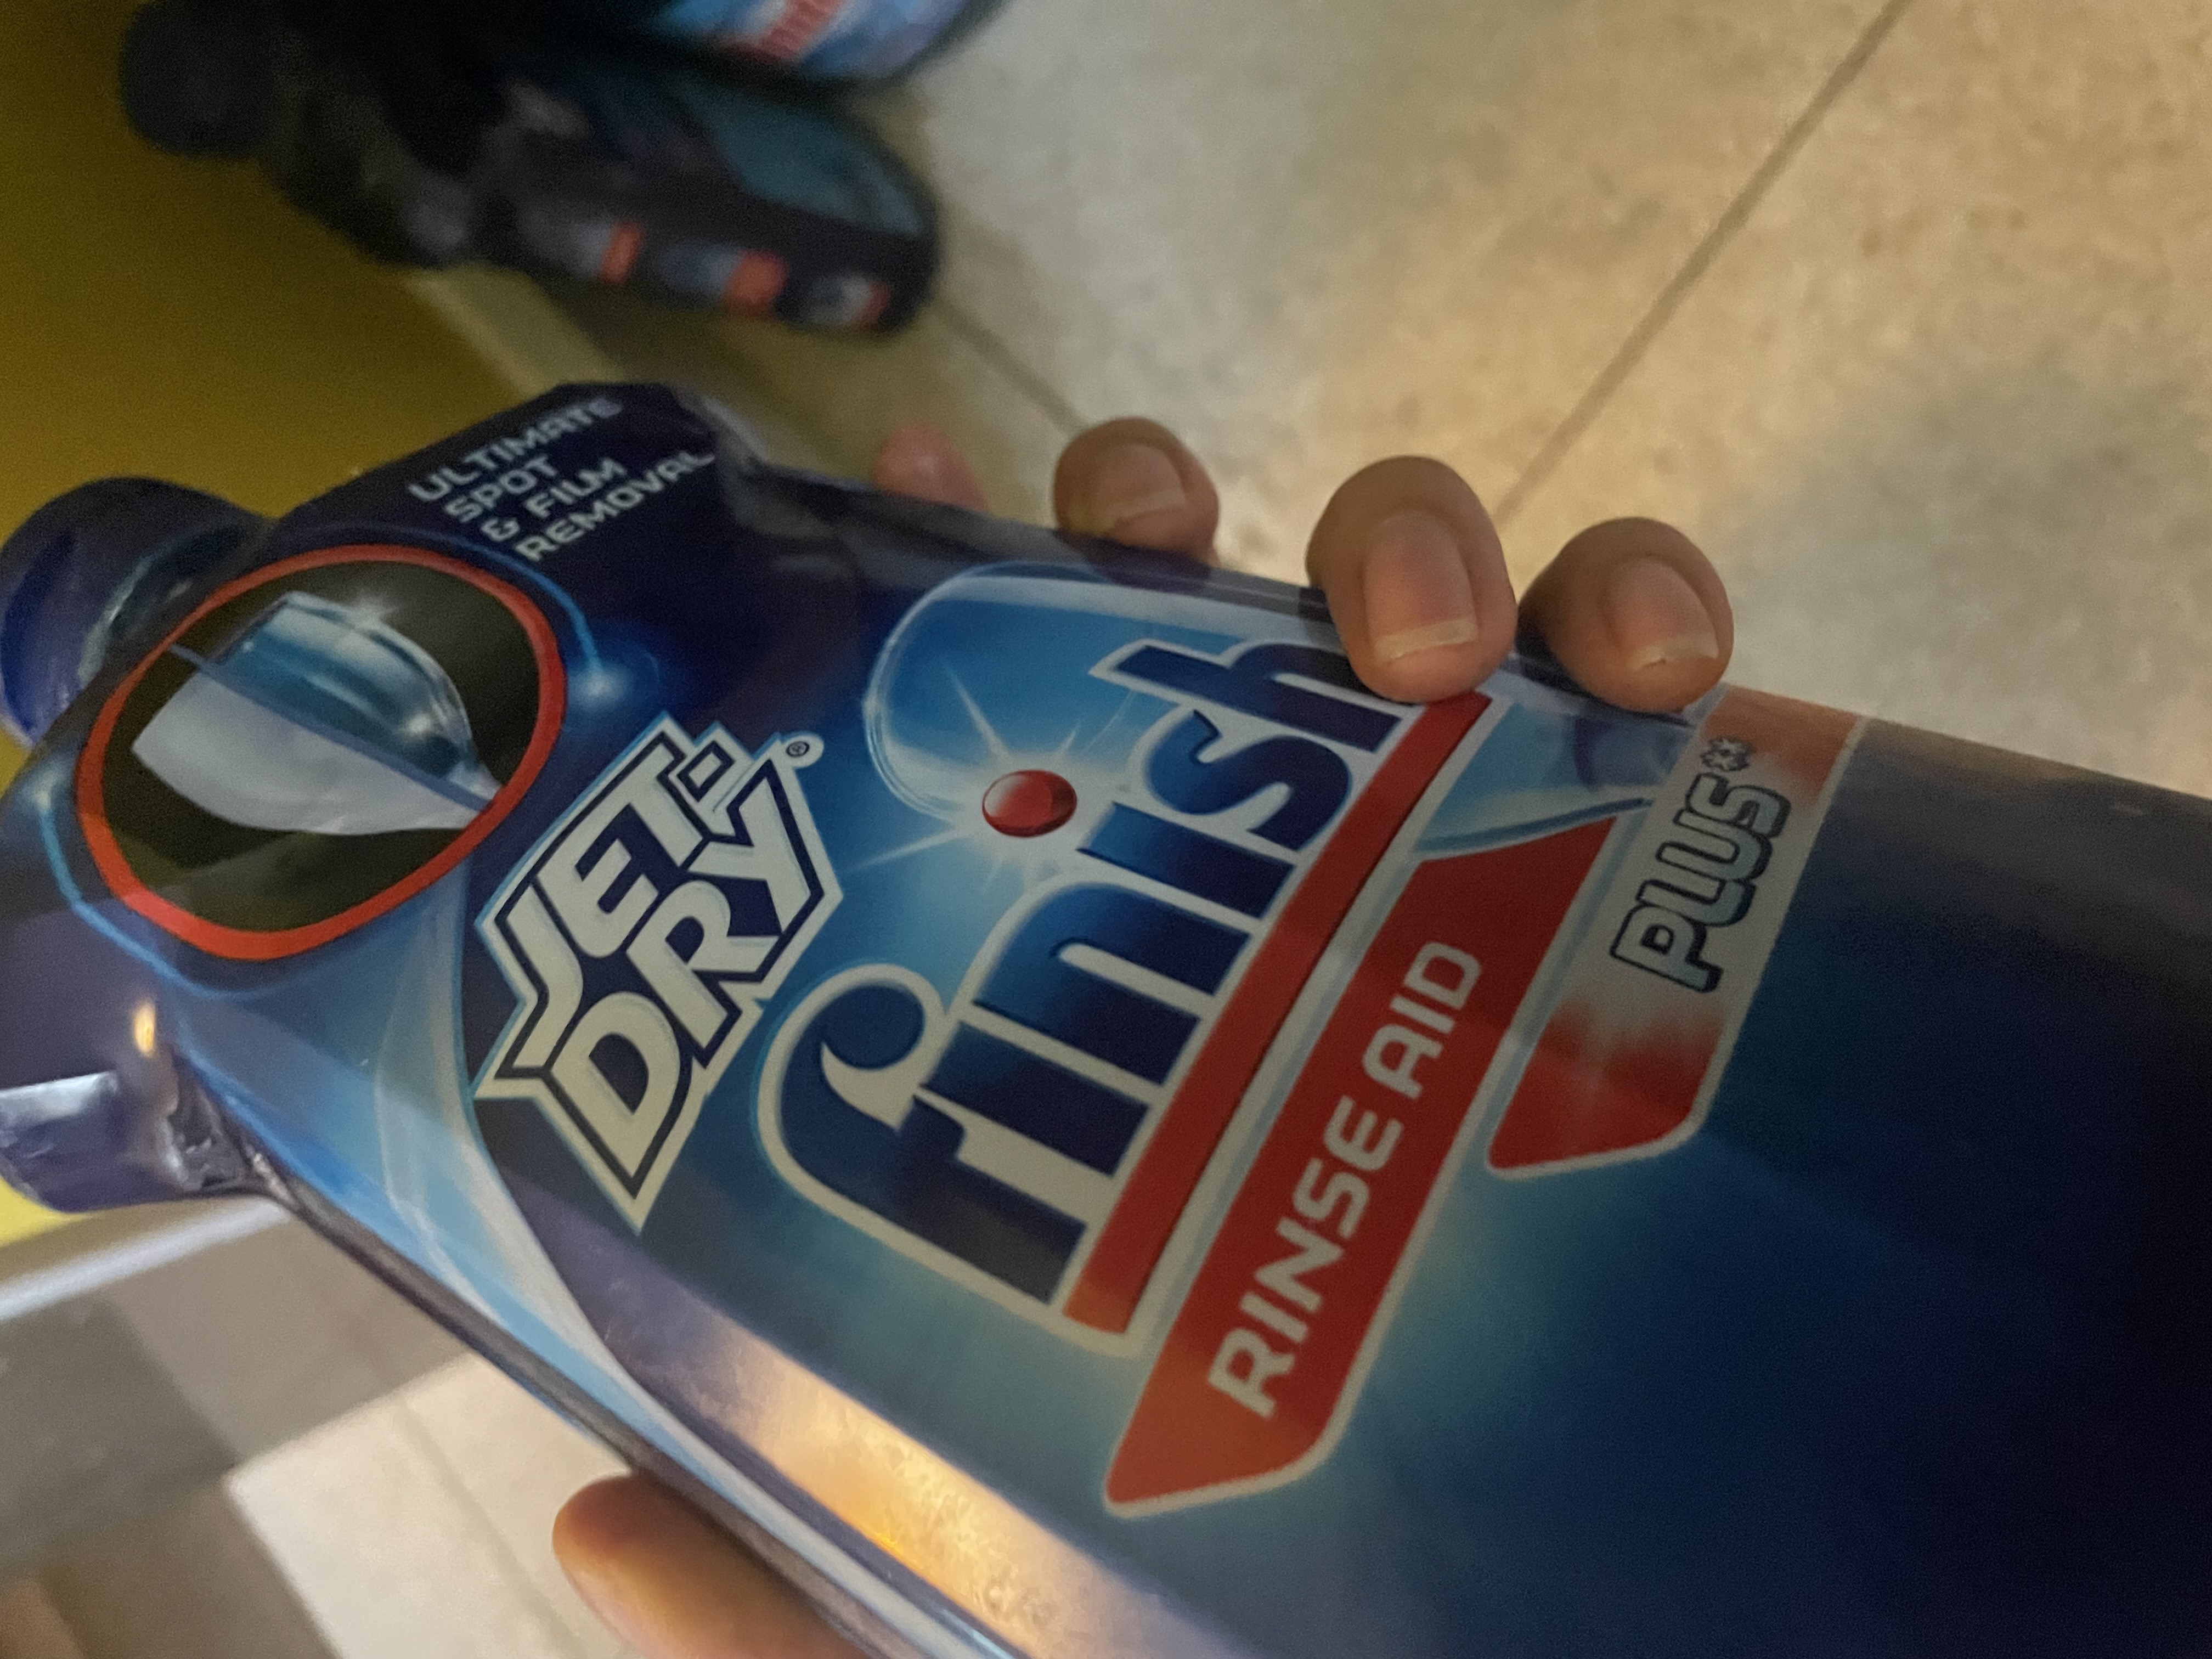 ULTIMATE
SPOT
& FILM
REMOVAL
JET-
DRY®
finish
RINSE AID
PLUS**